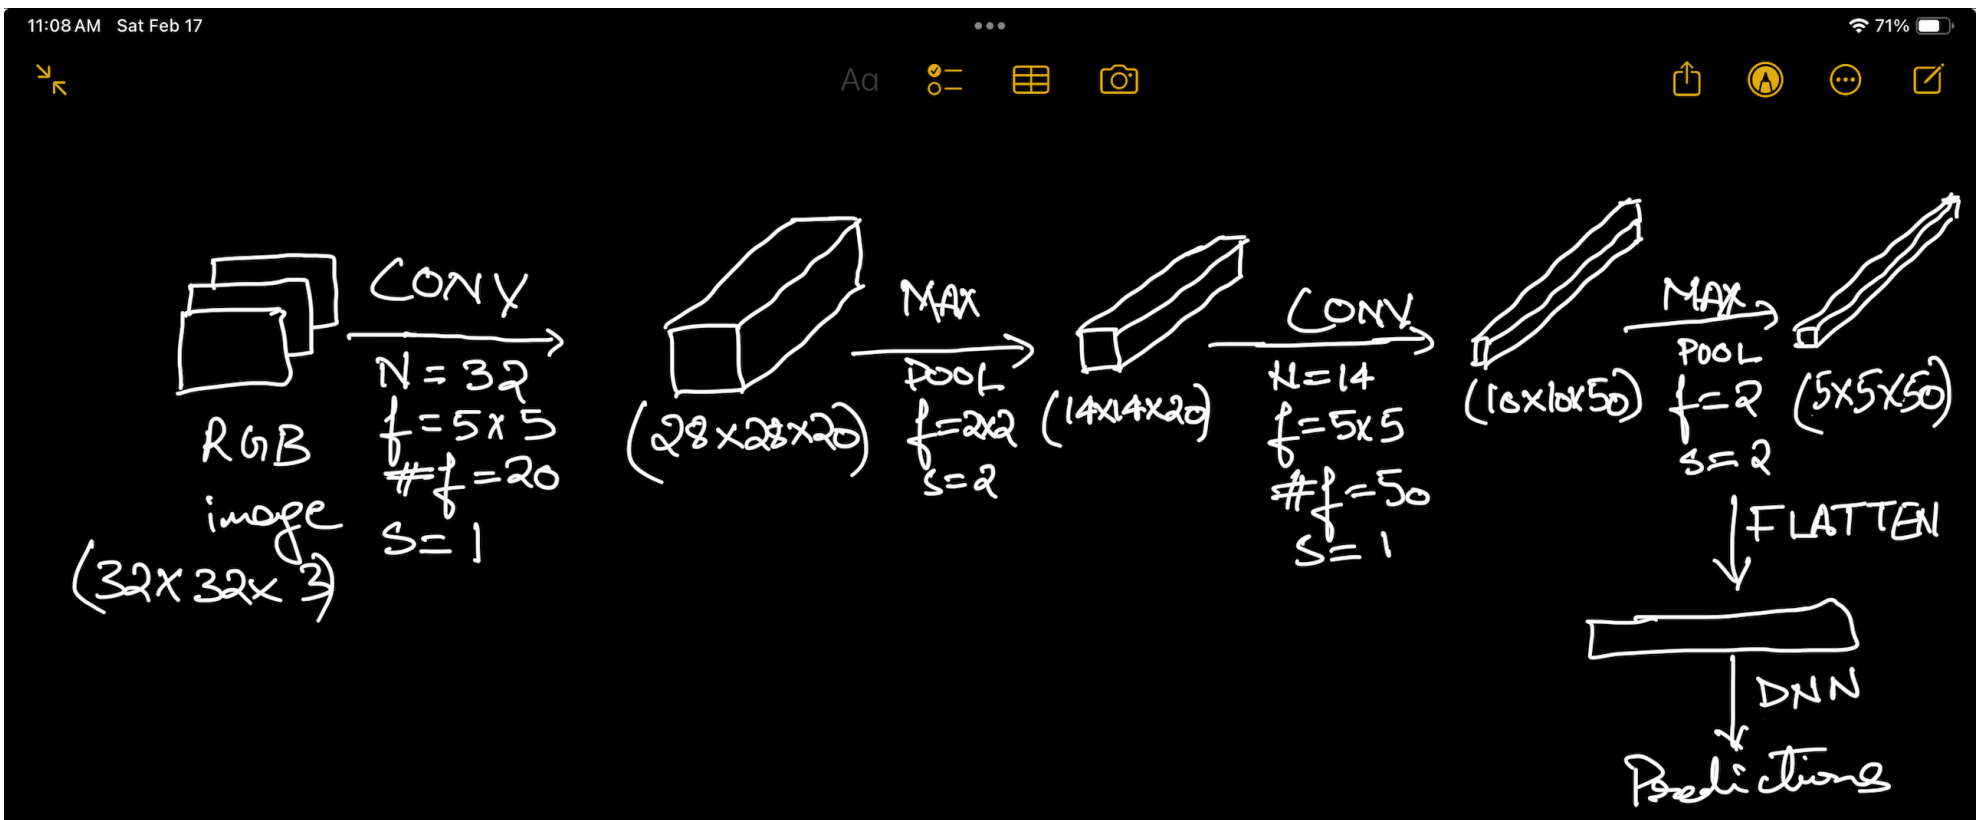 11:08 AM Sat Feb 17
71%
Aa
RGB
image
(32x32x3)
CONV
N=32
f=5x5
#f=20
S=1
(28x28x20)
MAX
POOL
f=2x2
s=2
(14x14x20)
CONV
N=14
f=5x5
#f=50
S=1
(10x10x50)
MAX
POOL
f=2
s=2
(5x5x50)
FLATTEN
DNN
Predictions